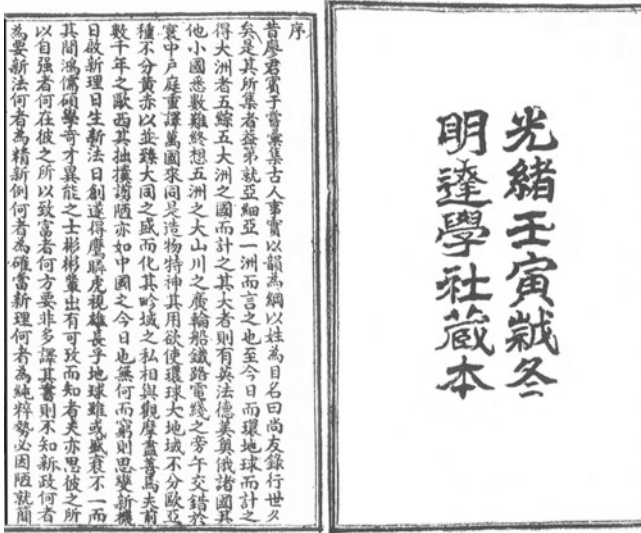 光緒壬寅歲冬
明達學社蔵本
序
昔廖君賓于嘗彙集古人事實以韻為綱以姓為目名曰尚友錄行世久
矣是其所集者葢第就亞細亞一洲而言之也至今日而環地球而計之
得大洲者五綜五大洲之國而計之其大者則有英法德美奧俄諸國其
他小國悉數難終想五洲之大山川之廣輪船鐵路電綫之旁午交錯於
寰中戶庭重譯萬國來同是造物特神其用欲使環球大地域不分歐亞
種不分黃赤以並臻大同之盛而化其畛域之私相與觀摩盡善焉夫前
數千年之歐西其拙謭陋亦如中國之今日也無何而窮則思變新機
日啟新理日生新法日創遂得鷹瞵虎視雄長乎地球雖或盛衰不一而
其間鴻儒碩學奇才異能之士彬彬輩出有可攷而知者夫亦思彼之所
以自强者何在彼之所以致富者何方要非多譯其書則不知新政何者
為要新法何者為精新例何者為確當新理何者為純粹勢必因陋就簡